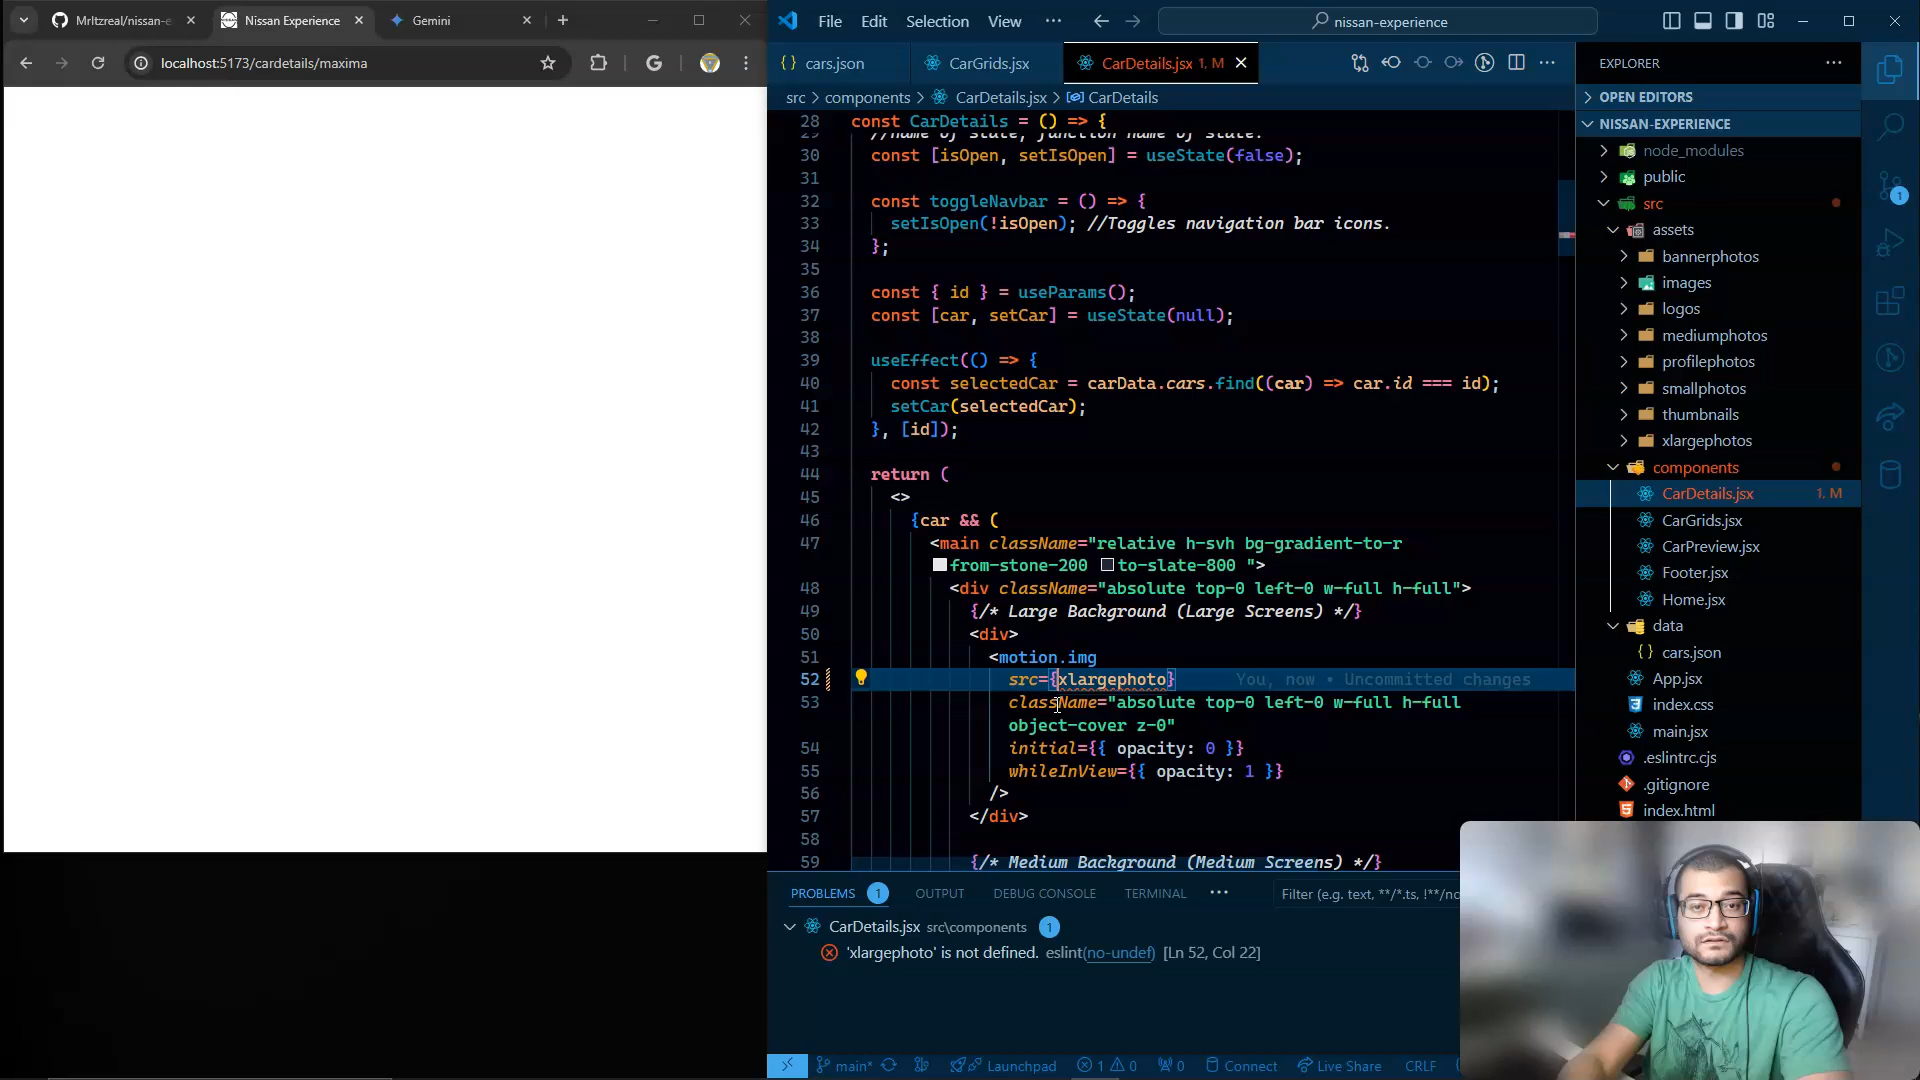 MrItzreal/nissan-e
Nissan Experience
Gemini
localhost:5173/cardetails/maxima
File Edit Selection View
nissan-experience
cars.json
CarGrids.jsx
CarDetails.jsx 1, M
EXPLORER
src > components > CarDetails.jsx > CarDetails
OPEN EDITORS
NISSAN-EXPERIENCE
node_modules
public
src
assets
bannerphotos
images
logos
mediumphotos
profilephotos
smallphotos
thumbnails
xlargephotos
components
CarDetails.jsx 1, M
CarGrids.jsx
CarPreview.jsx
Footer.jsx
Home.jsx
data
cars.json
App.jsx
index.css
main.jsx
.eslintrc.cjs
.gitignore
index.html
1
28 const CarDetails = () => {
29 //name of state, function name of state.
30 const [isOpen, setIsOpen] = useState(false);
31
32 const toggleNavbar = () => {
33 setIsOpen(!isOpen); //Toggles navigation bar icons.
34 };
35
36 const { id } = useParams();
37 const [car, setCar] = useState(null);
38
39 useEffect(() => {
40 const selectedCar = carData.cars.find((car) => car.id === id);
41 setCar(selectedCar);
42 }, [id]);
43
44 return (
45 <>
46 {car && (
47 <main className="relative h-svh bg-gradient-to-r
from-stone-200 to-slate-800 ">
48 <div className="absolute top-0 left-0 w-full h-full">
49 {/* Large Background (Large Screens) */}
50 <div>
51 <motion.img
52 src={xlargephoto} You, now • Uncommitted changes
53 className="absolute top-0 left-0 w-full h-full
object-cover z-0"
54 initial={{ opacity: 0 }}
55 whileInView={{ opacity: 1 }}
56 />
57 </div>
58
59 {/* Medium Background (Medium Screens) */}
PROBLEMS 1 OUTPUT DEBUG CONSOLE TERMINAL
Filter (e.g. text, **/*.ts, !**/no
CarDetails.jsx src\components 1
'xlargephoto' is not defined. eslint(no-undef) [Ln 52, Col 22]
main* Launchpad 1 0 0 Connect Live Share CRLF